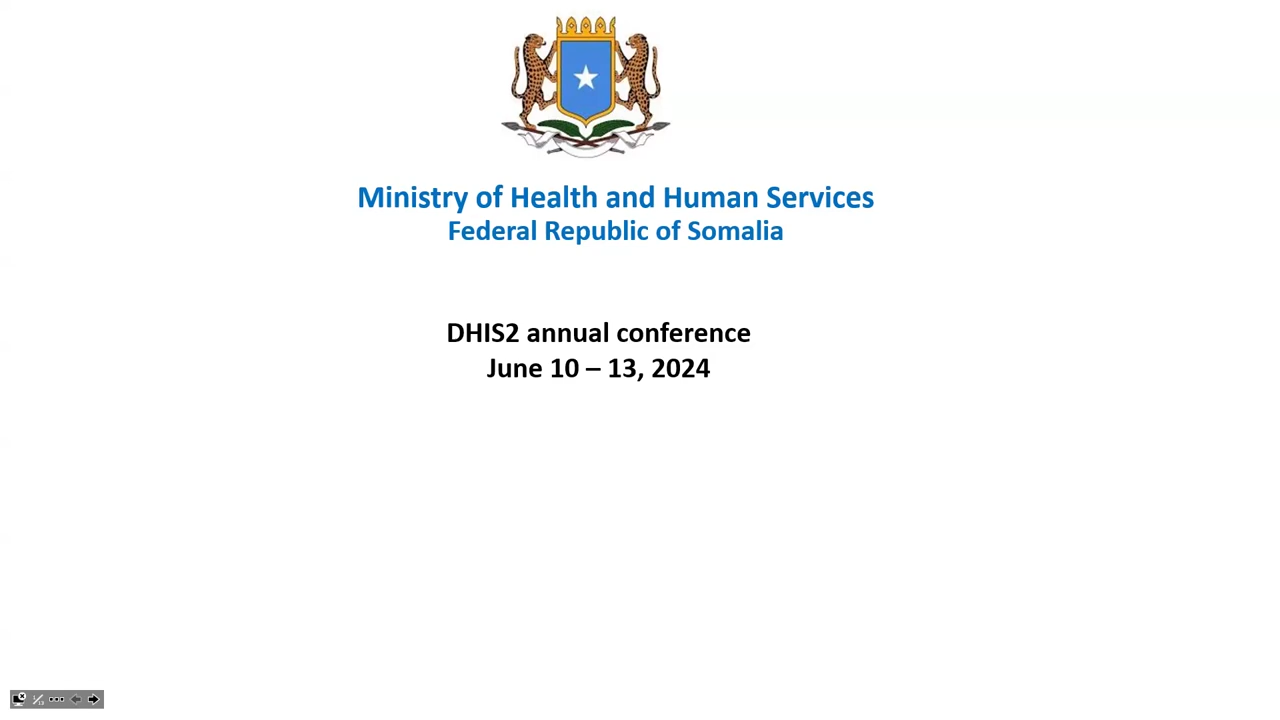 Ministry of Health and Human Services
Federal Republic of Somalia
DHIS2 annual conference
June 10 – 13, 2024